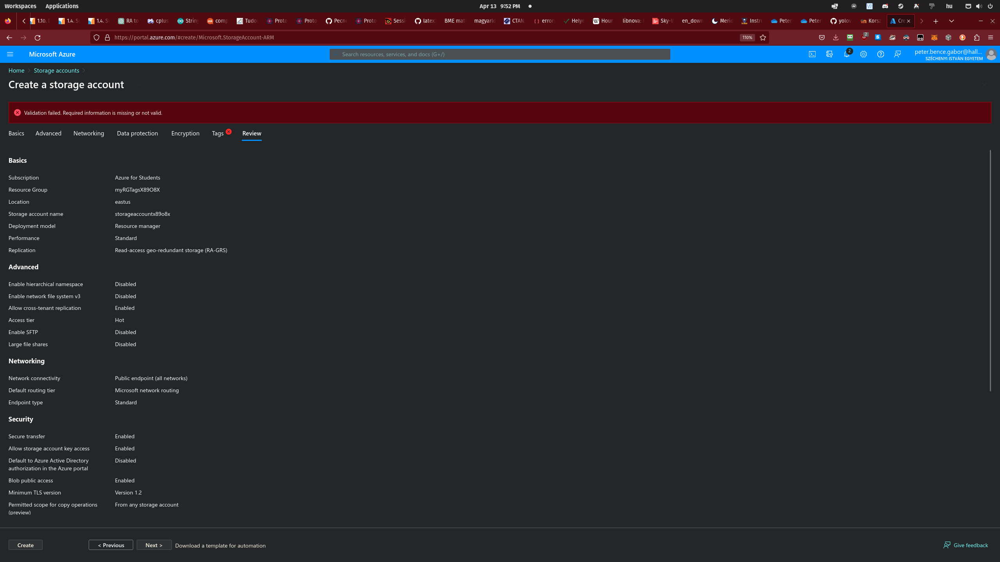 Workspaces Applications Apr 13 9:52 PM hu
1.10. 1.4. 1.4. RA to cplus String comp Tudo Proto Proto Pecne Proto Sessi latex BME mat magyarld CTAN errors Helye Hour libnova: Sky-W en_down Merid Instru Peter Peter yolov Korsz Cre
https://portal.azure.com/#create/Microsoft.StorageAccount-ARM 110% 2
Microsoft Azure Search resources, services, and docs (G+/) 2 peter.bence.gabor@hall...
SZÉCHENYI ISTVÁN EGYETEM
Home Storage accounts
Create a storage account
Validation failed. Required information is missing or not valid.
Basics Advanced Networking Data protection Encryption Tags Review
Basics
Subscription Azure for Students
Resource Group myRGTagsX89O8X
Location eastus
Storage account name storageaccountx89o8x
Deployment model Resource manager
Performance Standard
Replication Read-access geo-redundant storage (RA-GRS)
Advanced
Enable hierarchical namespace Disabled
Enable network file system v3 Disabled
Allow cross-tenant replication Enabled
Access tier Hot
Enable SFTP Disabled
Large file shares Disabled
Networking
Network connectivity Public endpoint (all networks)
Default routing tier Microsoft network routing
Endpoint type Standard
Security
Secure transfer Enabled
Allow storage account key access Enabled
Default to Azure Active Directory Disabled
authorization in the Azure portal
Blob public access Enabled
Minimum TLS version Version 1.2
Permitted scope for copy operations From any storage account
(preview)
Create < Previous Next > Download a template for automation Give feedback